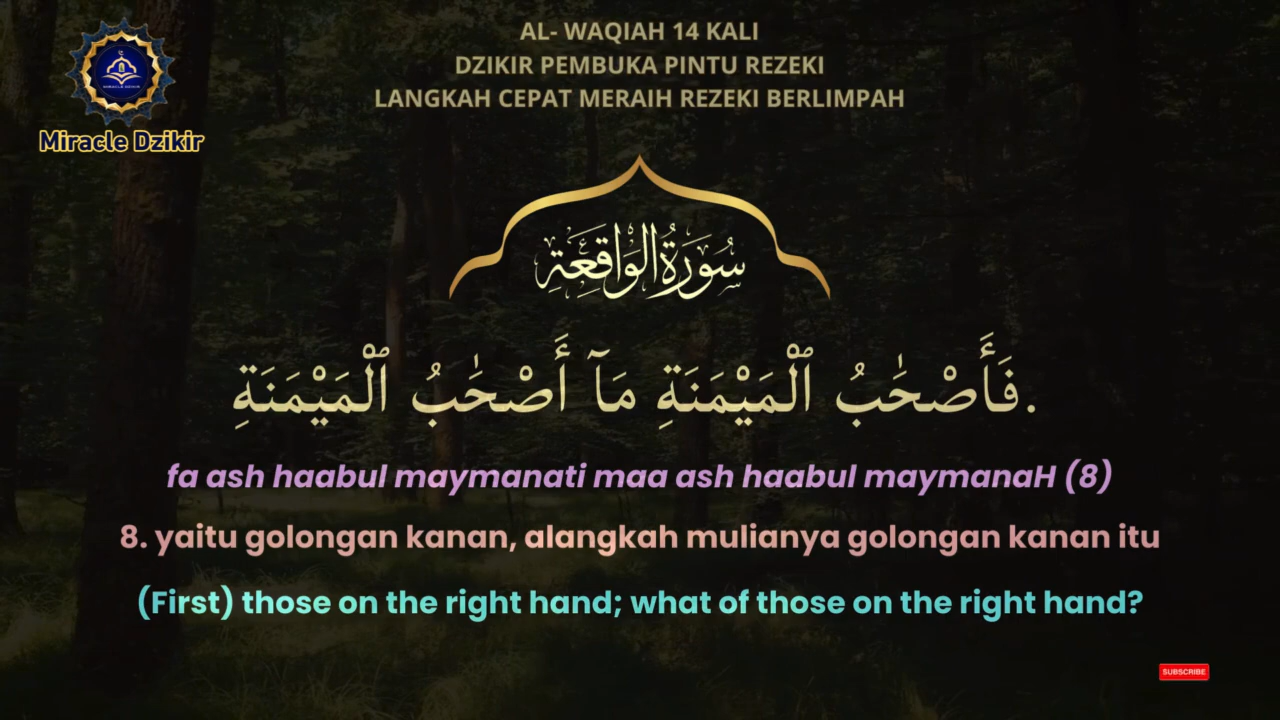 AL- WAQIAH 14 KALI
DZIKIR PEMBUKA PINTU REZEKI
LANGKAH CEPAT MERAIH REZEKI BERLIMPAH
MIRACLE DZIKIR
Miracle Dzikir
سُورَةُ الوَاقِعَةِ
فَأَصْحَٰبُ ٱلْمَيْمَنَةِ مَآ أَصْحَٰبُ ٱلْمَيْمَنَةِ.
fa ash haabul maymanati maa ash haabul maymanaH (8)
8. yaitu golongan kanan, alangkah mulianya golongan kanan itu
(First) those on the right hand; what of those on the right hand?
SUBSCRIBE